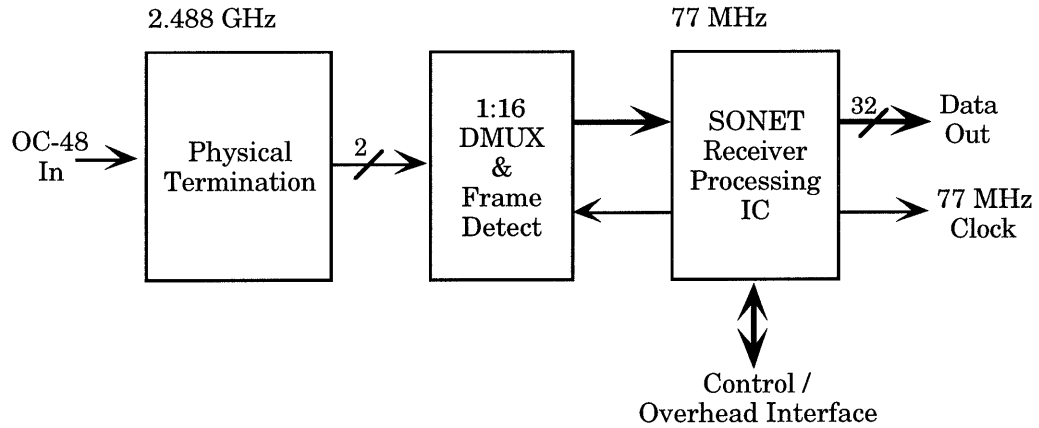 2.488 GHz
77 MHz
OC-48
In
Physical
Termination
2
1:16
DMUX
&
Frame
Detect
SONET
Receiver
Processing
IC
32
Data
Out
77 MHz
Clock
Control /
Overhead Interface